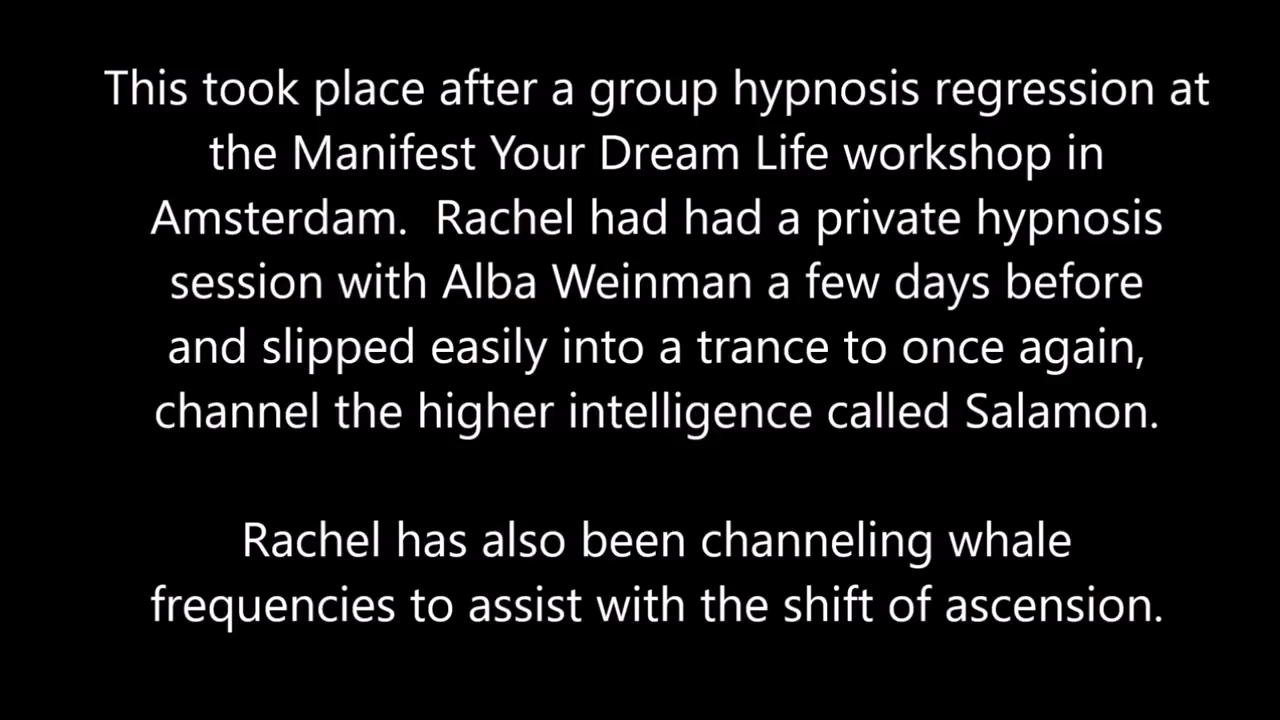 This took place after a group hypnosis regression at
the Manifest Your Dream Life workshop in
Amsterdam.  Rachel had had a private hypnosis
session with Alba Weinman a few days before
and slipped easily into a trance to once again,
channel the higher intelligence called Salamon.
Rachel has also been channeling whale
frequencies to assist with the shift of ascension.